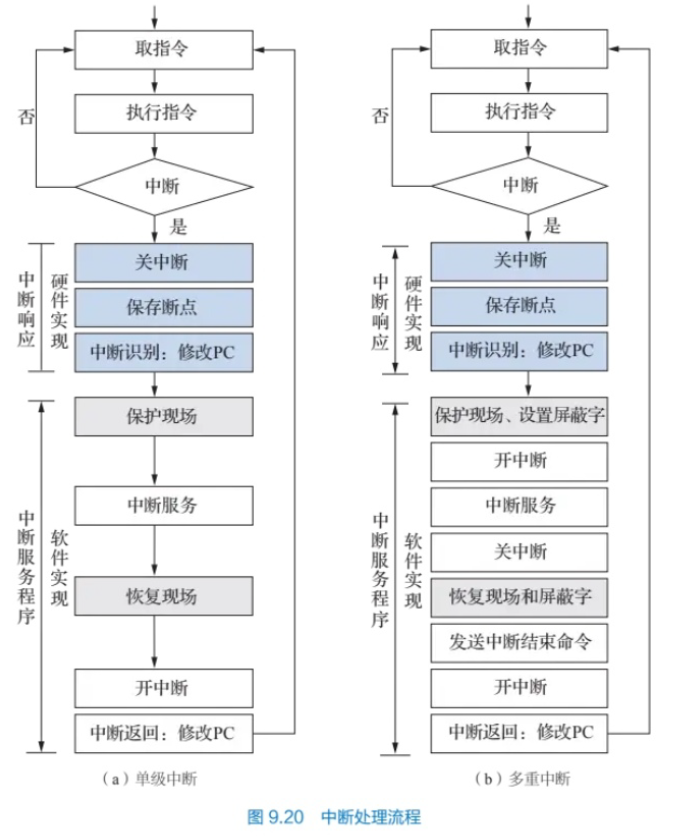 取指令
执行指令
否
中断
是
关中断
保存断点
中断识别：修改PC
中断响应
硬件实现
保护现场
中断服务
恢复现场
开中断
中断返回：修改PC
中断服务程序
软件实现
（a）单级中断
取指令
执行指令
否
中断
是
关中断
保存断点
中断识别：修改PC
中断响应
硬件实现
保护现场、设置屏蔽字
开中断
中断服务
关中断
恢复现场和屏蔽字
发送中断结束命令
开中断
中断返回：修改PC
中断服务程序
软件实现
（b）多重中断
图 9.20 中断处理流程